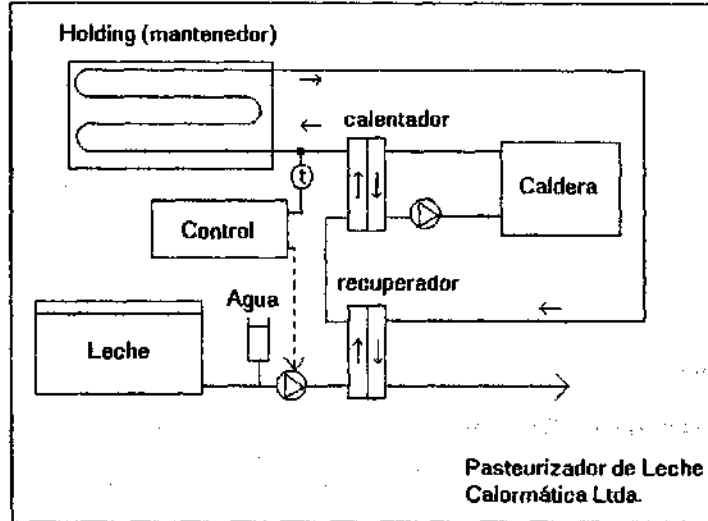 Holding (mantenedor)
calentador
Caldera
t
Control
recuperador
Agua
Leche
Pasteurizador de Leche
Calormática Ltda.